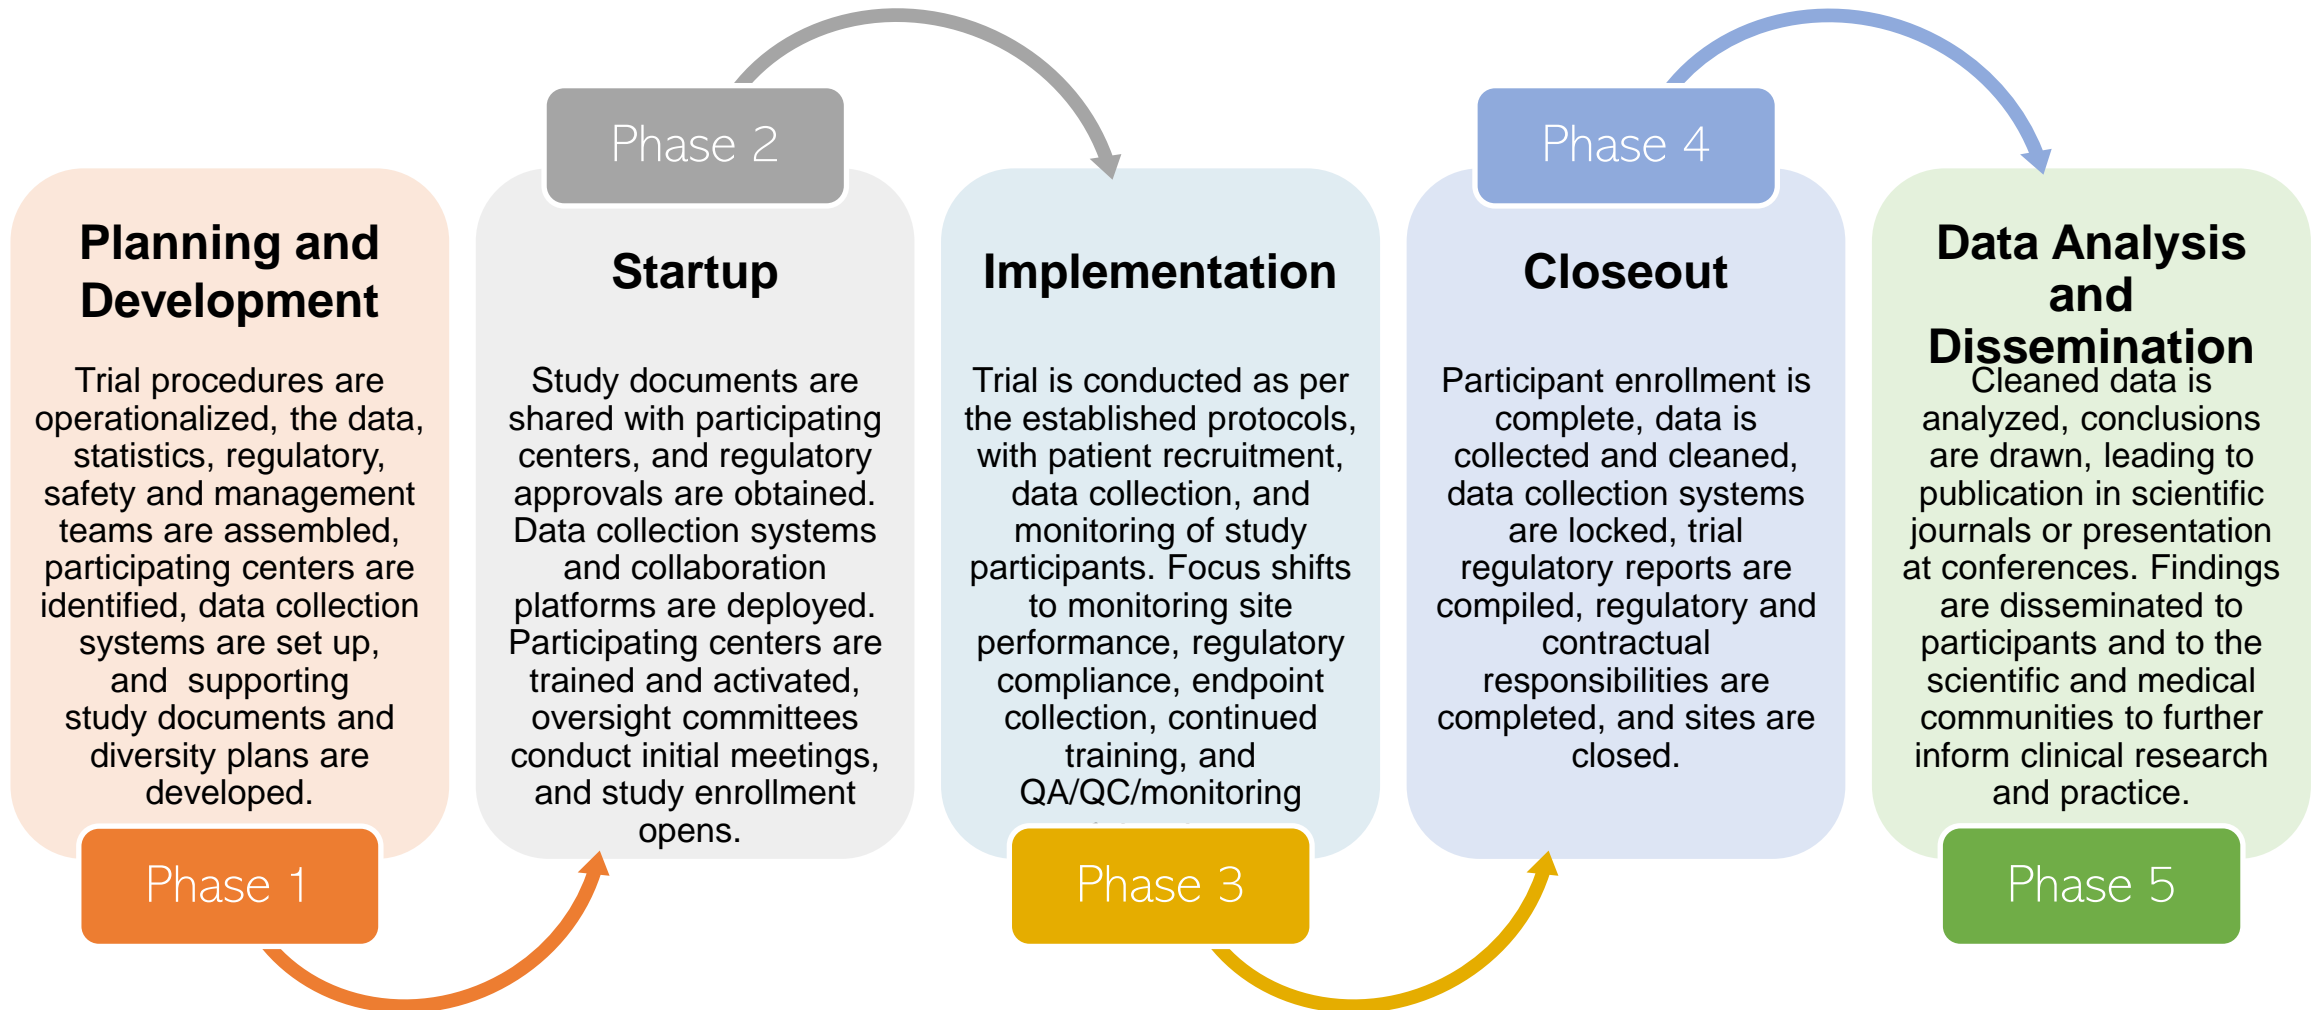 Planning and
Development
Trial procedures are
operationalized, the data,
statistics, regulatory,
safety and management
teams are assembled,
participating centers are
identified, data collection
systems are set up,
and  supporting
study documents and
diversity plans are
developed.
Phase 1
Phase 2
Startup
Study documents are
shared with participating
centers, and regulatory
approvals are obtained.
Data collection systems
and collaboration
platforms are deployed.
Participating centers are
trained and activated,
oversight committees
conduct initial meetings,
and study enrollment
opens.
Implementation
Trial is conducted as per
the established protocols,
with patient recruitment,
data collection, and
monitoring of study
participants. Focus shifts
to monitoring site
performance, regulatory
compliance, endpoint
collection, continued
training, and
QA/QC/monitoring
Phase 3
Phase 4
Closeout
Participant enrollment is
complete, data is
collected and cleaned,
data collection systems
are locked, trial
regulatory reports are
compiled, regulatory and
contractual
responsibilities are
completed, and sites are
closed.
Data Analysis
and
Dissemination
Cleaned data is
analyzed, conclusions
are drawn, leading to
publication in scientific
journals or presentation
at conferences. Findings
are disseminated to
participants and to the
scientific and medical
communities to further
inform clinical research
and practice.
Phase 5